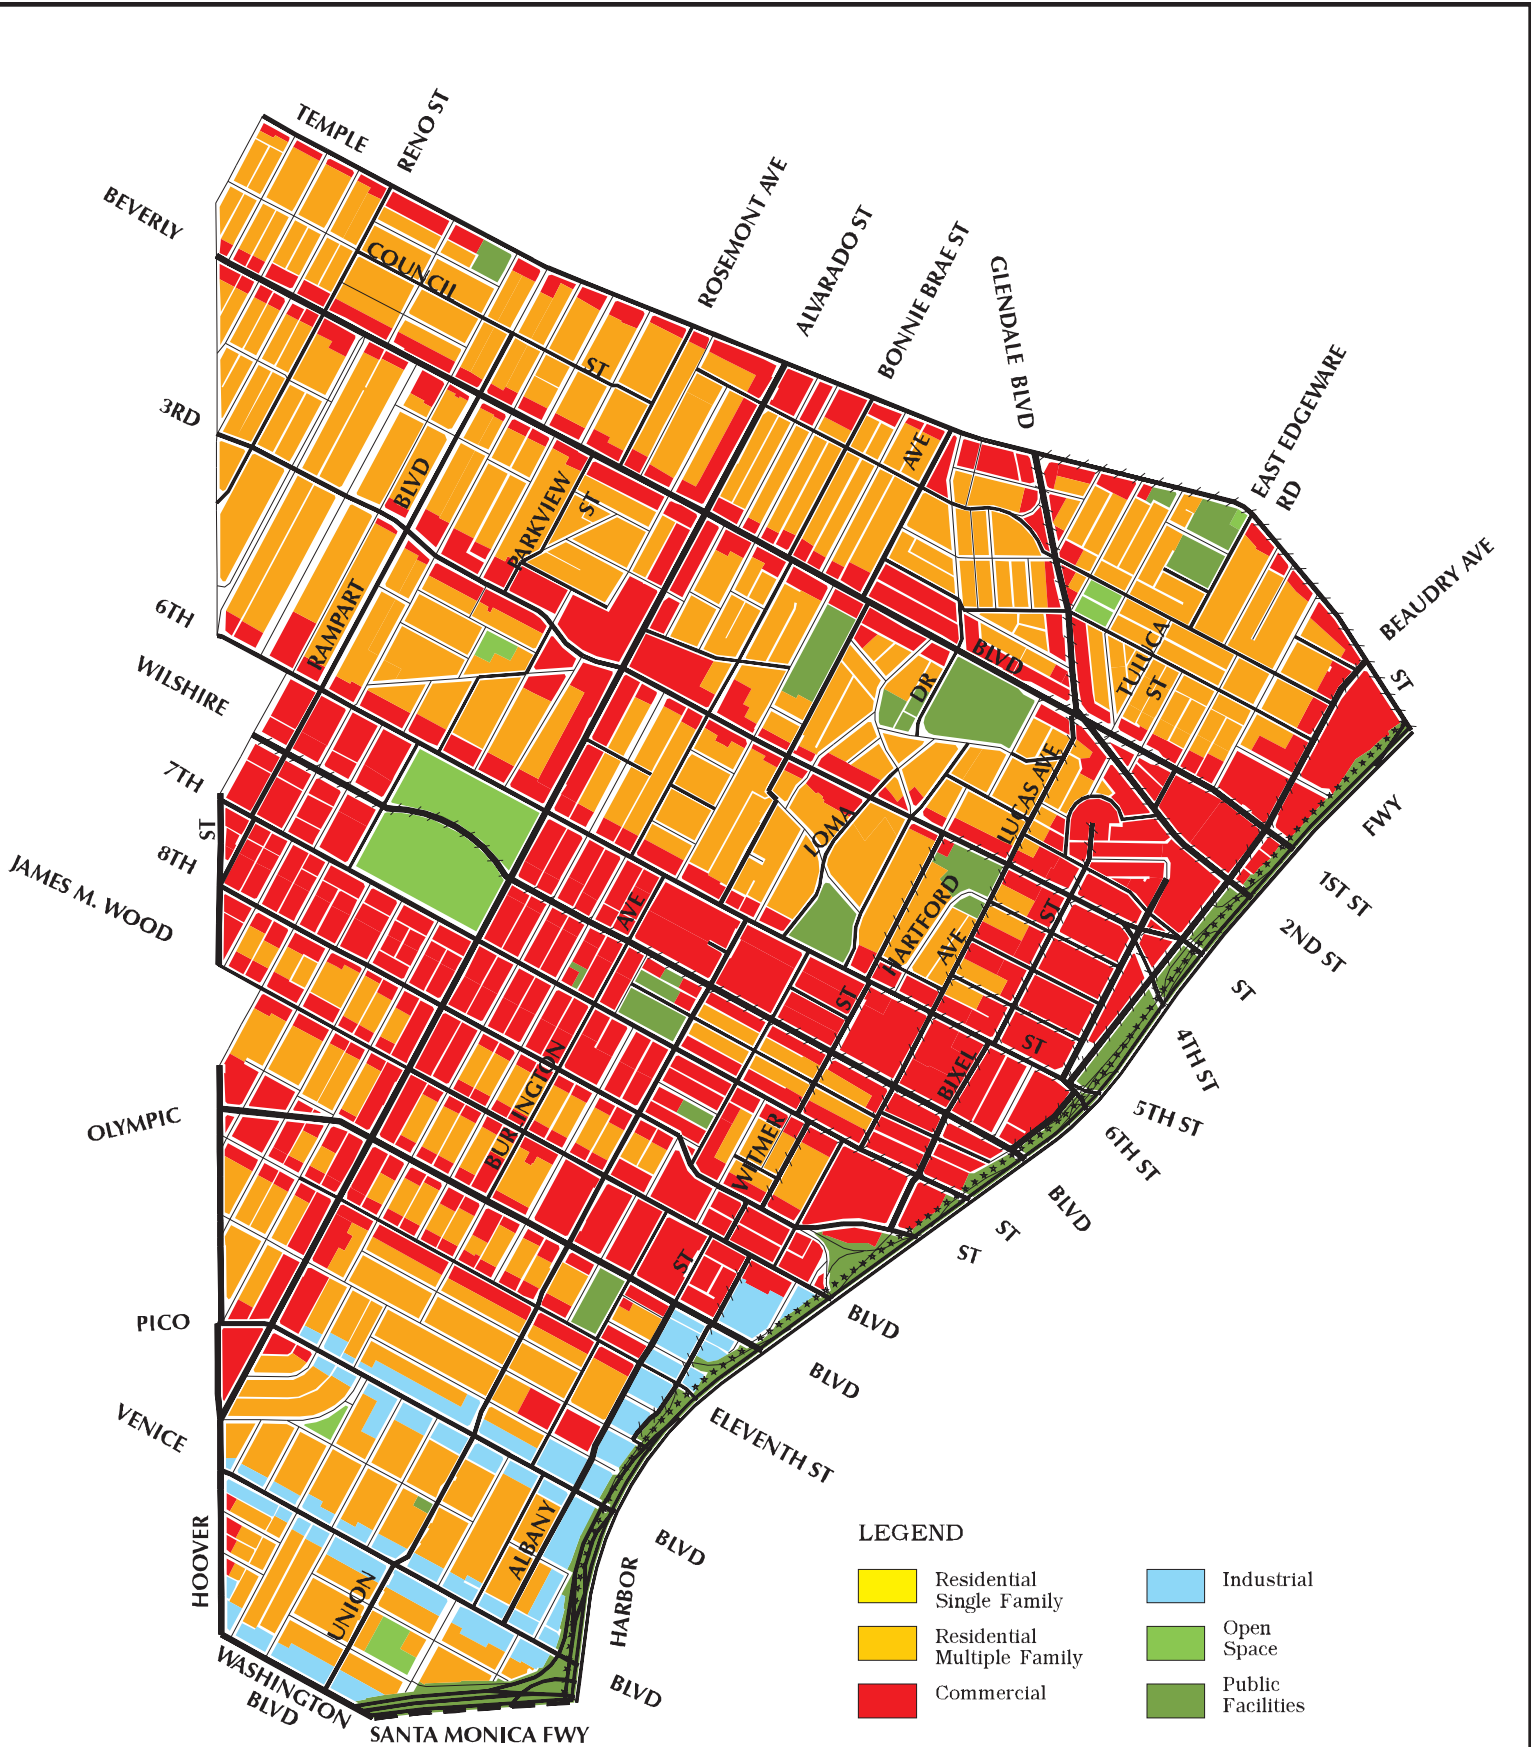 TEMPLE
RENO ST
ROSEMONT AVE
ALVARADO ST
BONNIE BRAE ST
GLENDALE BLVD
EAST EDGEWARE
RD
BEAUDRY AVE
ST
BEVERLY
COUNCIL
ST
3RD
AVE
BLVD
PARKVIEW
ST
6TH
RAMPART
TULUCA
ST
BLVD
DR
WILSHIRE
7TH
ST
8TH
LUCAS AVE
LOMA
FWY
JAMES M. WOOD
AVE
HARTFORD
AVE
ST
1ST ST
2ND ST
ST
ST
ST
BIXEL
4TH ST
5TH ST
6TH ST
OLYMPIC
BURLINGTON
WITMER
BLVD
ST
ST
ST
PICO
BLVD
BLVD
VENICE
ELEVENTH ST
HOOVER
ALBANY
BLVD
UNION
HARBOR
BLVD
WASHINGTON
BLVD
SANTA MONICA FWY
LEGEND
Residential
Single Family
Residential
Multiple Family
Commercial
Industrial
Open
Space
Public
Facilities